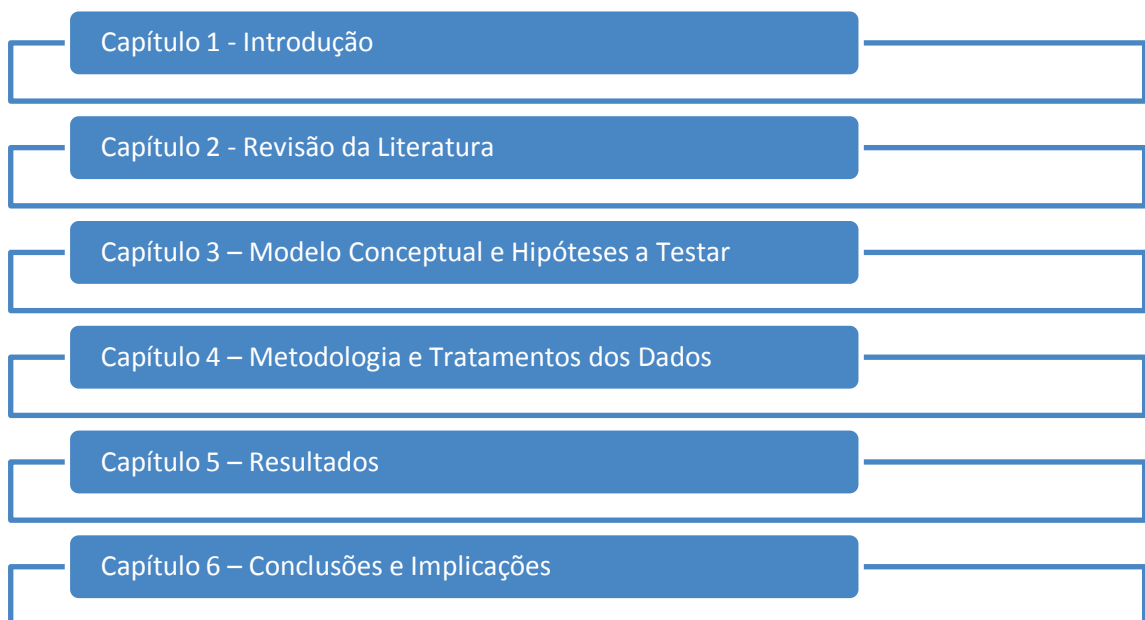 Capítulo 1 - Introdução
Capítulo 2 - Revisão da Literatura
Capítulo 3 – Modelo Conceptual e Hipóteses a Testar
Capítulo 4 – Metodologia e Tratamentos dos Dados
Capítulo 5 – Resultados
Capítulo 6 – Conclusões e Implicações